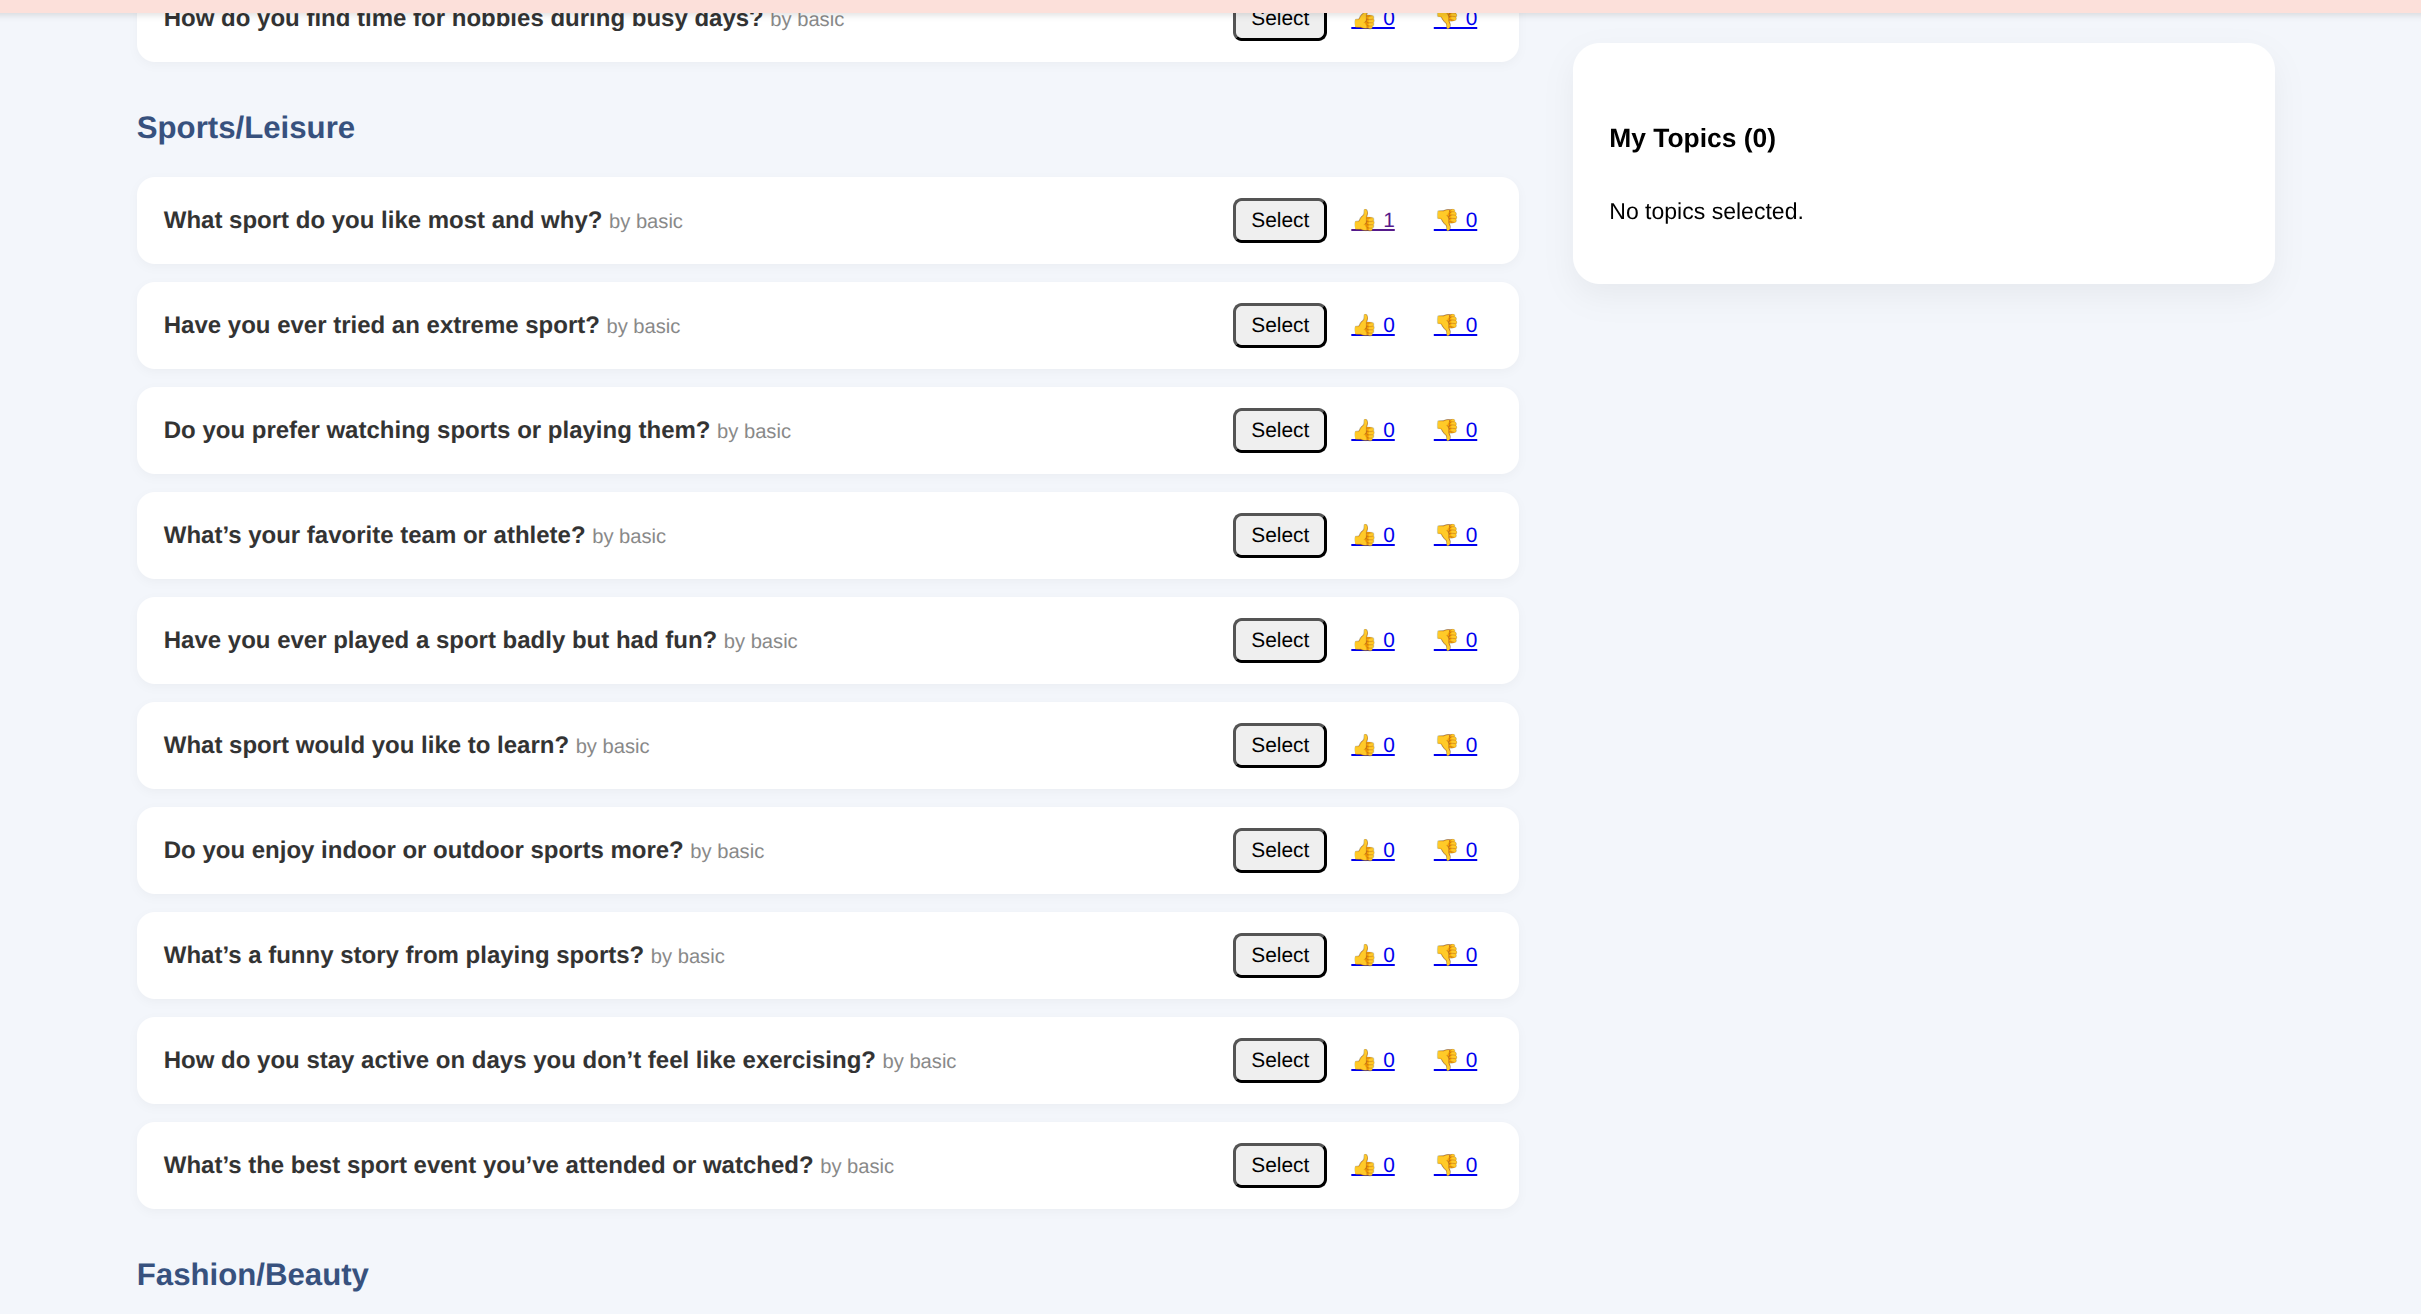 How do you find time for hobbies during busy days? by basic Select 👍 0 👎 0
Sports/Leisure
What sport do you like most and why? by basic Select 👍 1 👎 0
Have you ever tried an extreme sport? by basic Select 👍 0 👎 0
Do you prefer watching sports or playing them? by basic Select 👍 0 👎 0
What’s your favorite team or athlete? by basic Select 👍 0 👎 0
Have you ever played a sport badly but had fun? by basic Select 👍 0 👎 0
What sport would you like to learn? by basic Select 👍 0 👎 0
Do you enjoy indoor or outdoor sports more? by basic Select 👍 0 👎 0
What’s a funny story from playing sports? by basic Select 👍 0 👎 0
How do you stay active on days you don’t feel like exercising? by basic Select 👍 0 👎 0
What’s the best sport event you’ve attended or watched? by basic Select 👍 0 👎 0
Fashion/Beauty
My Topics (0)
No topics selected.